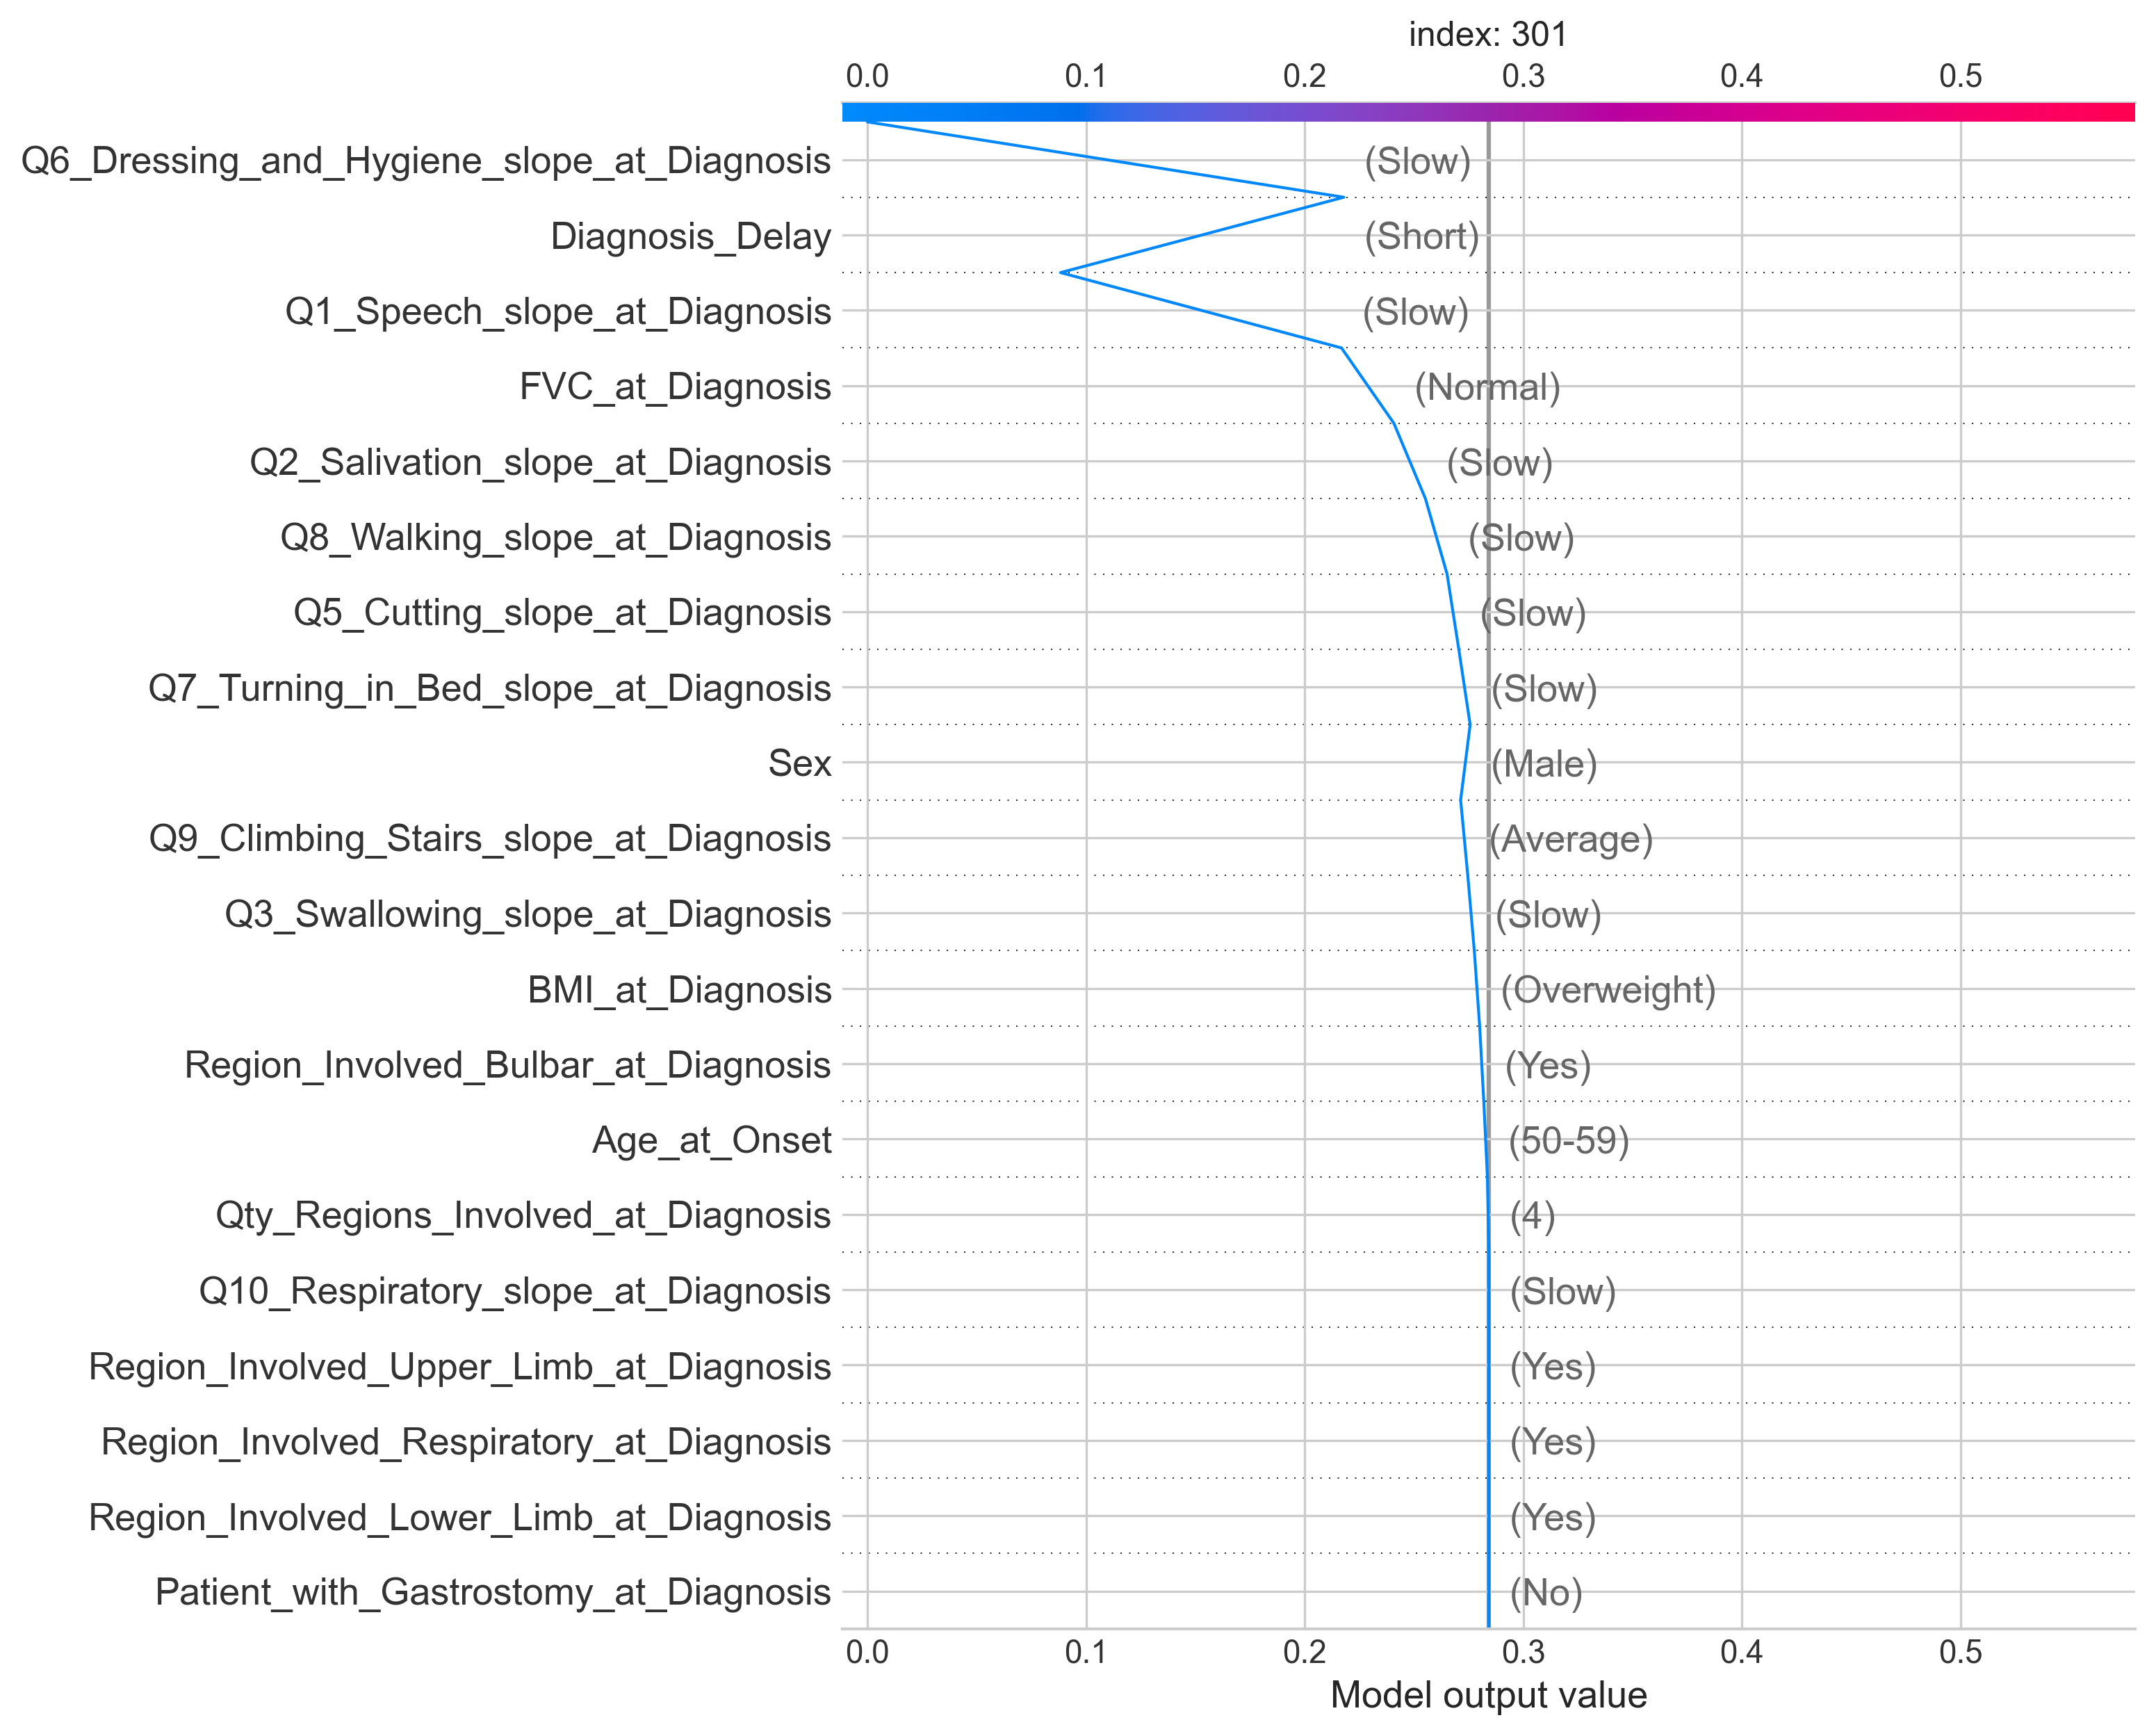 index: 301
0.0 0.1 0.2 0.3 0.4 0.5
Q6_Dressing_and_Hygiene_slope_at_Diagnosis (Slow)
Diagnosis_Delay (Short)
Q1_Speech_slope_at_Diagnosis (Slow)
FVC_at_Diagnosis (Normal)
Q2_Salivation_slope_at_Diagnosis (Slow)
Q8_Walking_slope_at_Diagnosis (Slow)
Q5_Cutting_slope_at_Diagnosis (Slow)
Q7_Turning_in_Bed_slope_at_Diagnosis (Slow)
Sex (Male)
Q9_Climbing_Stairs_slope_at_Diagnosis (Average)
Q3_Swallowing_slope_at_Diagnosis (Slow)
BMI_at_Diagnosis (Overweight)
Region_Involved_Bulbar_at_Diagnosis (Yes)
Age_at_Onset (50-59)
Qty_Regions_Involved_at_Diagnosis (4)
Q10_Respiratory_slope_at_Diagnosis (Slow)
Region_Involved_Upper_Limb_at_Diagnosis (Yes)
Region_Involved_Respiratory_at_Diagnosis (Yes)
Region_Involved_Lower_Limb_at_Diagnosis (Yes)
Patient_with_Gastrostomy_at_Diagnosis (No)
0.0 0.1 0.2 0.3 0.4 0.5
Model output value